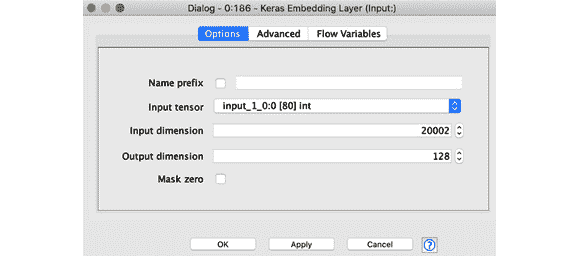 Dialog - 0:186 - Keras Embedding Layer (Input:)
Options Advanced Flow Variables
Name prefix
Input tensor input_1_0:0 [80] int
Input dimension 20002
Output dimension 128
Mask zero
OK Apply Cancel ?